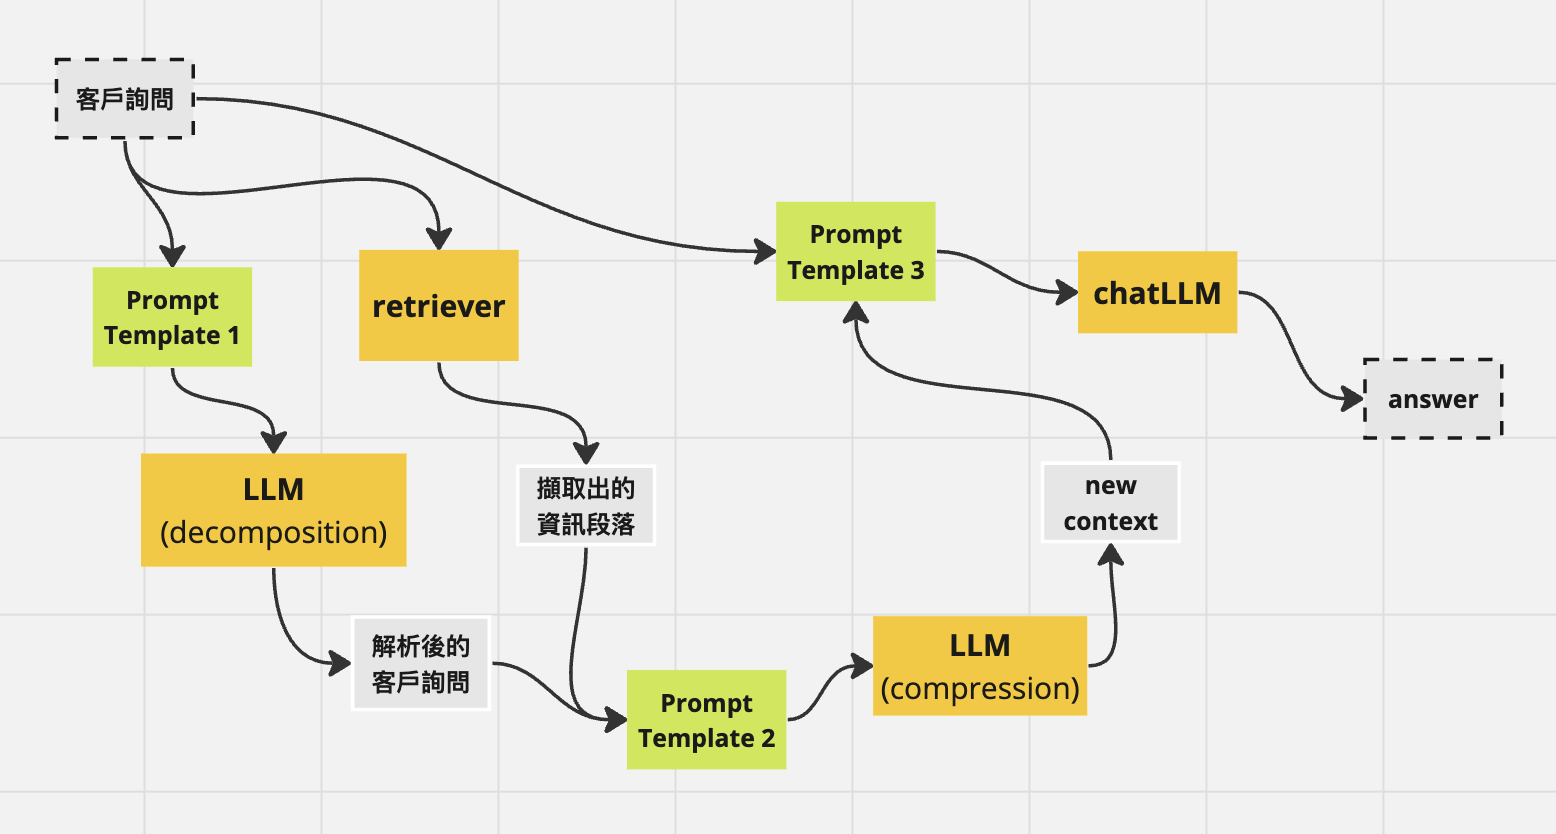 客戶詢問
Prompt
Template 1
retriever
LLM
(decomposition)
擷取出的
資訊段落
解析後的
客戶詢問
Prompt
Template 2
LLM
(compression)
new
context
Prompt
Template 3
chatLLM
answer